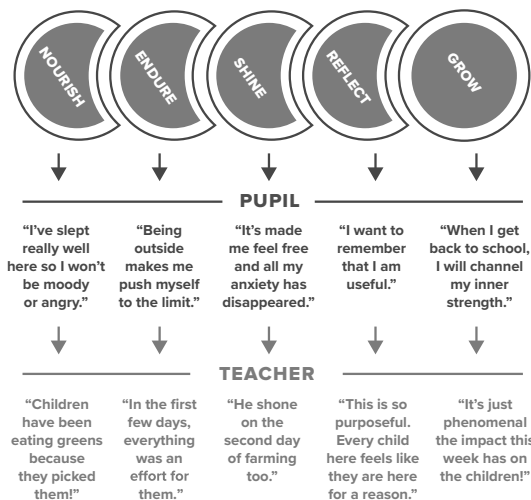 NOURISH
ENDURE
SHINE
REFLECT
GROW
PUPIL
“I’ve slept
really well
here so I won’t
be moody
or angry.”
“Being
outside
makes me
push myself
to the limit.”
“It’s made
me feel free
and all my
anxiety has
disappeared.”
“I want to
remember
that I am
useful.”
“When I get
back to school,
I will channel
my inner
strength.”
TEACHER
“Children
have been
eating greens
because
they picked
them!”
“In the first
few days,
everything
was an
effort for
them.”
“He shone
on the
second day
of farming
too.”
“This is so
purposeful.
Every child
here feels like
they are here
for a reason.”
“It’s just
phenomenal
the impact this
week has on
the children!”